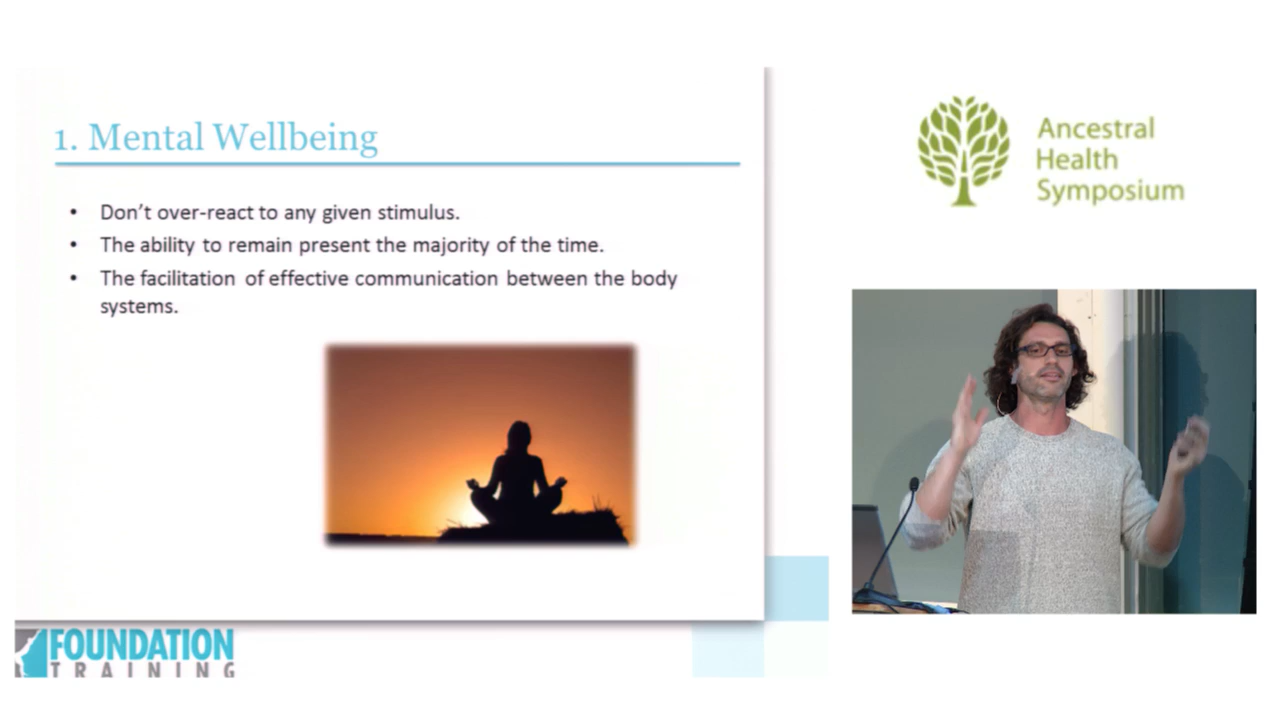 1. Mental Wellbeing
• Don't over-react to any given stimulus.
• The ability to remain present the majority of the time.
• The facilitation of effective communication between the body
systems.
FOUNDATION
TRAINING
Ancestral
Health
Symposium